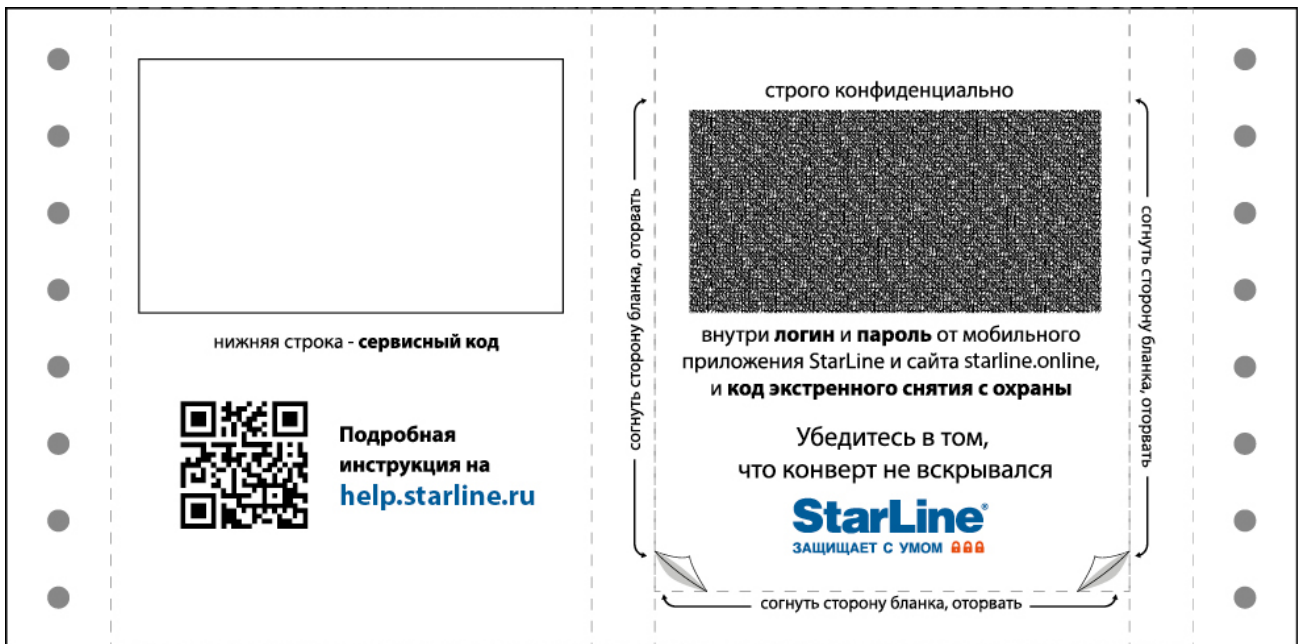 нижняя строка - сервисный код
Подробная
инструкция на
help.starline.ru
согнуть сторону бланка, оторвать
строго конфиденциально
внутри логин и пароль от мобильного
приложения StarLine и сайта starline.online,
и код экстренного снятия с охраны
Убедитесь в том,
что конверт не вскрывался
StarLine®
ЗАЩИЩАЕТ С УМОМ
согнуть сторону бланка, оторвать
согнуть сторону бланка, оторвать